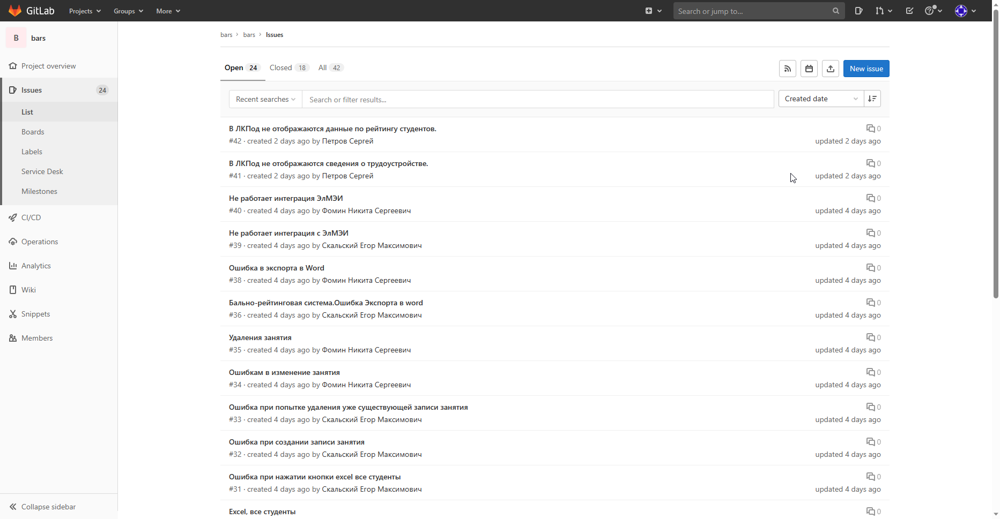 GitLab Projects Groups More Search or jump to...
B bars
Project overview
Issues 24
List
Boards
Labels
Service Desk
Milestones
CI/CD
Operations
Analytics
Wiki
Snippets
Members
Collapse sidebar
bars › bars › Issues
Open 24 Closed 18 All 42 New issue
Recent searches Search or filter results... Created date
В ЛКПод не отображаются данные по рейтингу студентов. 0
#42 · created 2 days ago by Петров Сергей updated 2 days ago
В ЛКПод не отображаются сведения о трудоустройстве. 0
#41 · created 2 days ago by Петров Сергей updated 2 days ago
Не работает интеграция ЭлМЭИ 0
#40 · created 4 days ago by Фомин Никита Сергеевич updated 4 days ago
Не работает интеграция с ЭлМЭИ 0
#39 · created 4 days ago by Скальский Егор Максимович updated 4 days ago
Ошибка в экспорта в Word 0
#38 · created 4 days ago by Фомин Никита Сергеевич updated 4 days ago
Бально-рейтинговая система.Ошибка Экспорта в word 0
#36 · created 4 days ago by Скальский Егор Максимович updated 4 days ago
Удаления занятия 0
#35 · created 4 days ago by Фомин Никита Сергеевич updated 4 days ago
Ошибкам в изменение занятия 0
#34 · created 4 days ago by Фомин Никита Сергеевич updated 4 days ago
Ошибка при попытке удаления уже существующей записи занятия 0
#33 · created 4 days ago by Скальский Егор Максимович updated 4 days ago
Ошибка при создании записи занятия 0
#32 · created 4 days ago by Скальский Егор Максимович updated 4 days ago
Ошибка при нажатии кнопки excel все студенты 0
#31 · created 4 days ago by Скальский Егор Максимович updated 4 days ago
Excel, все студенты 0